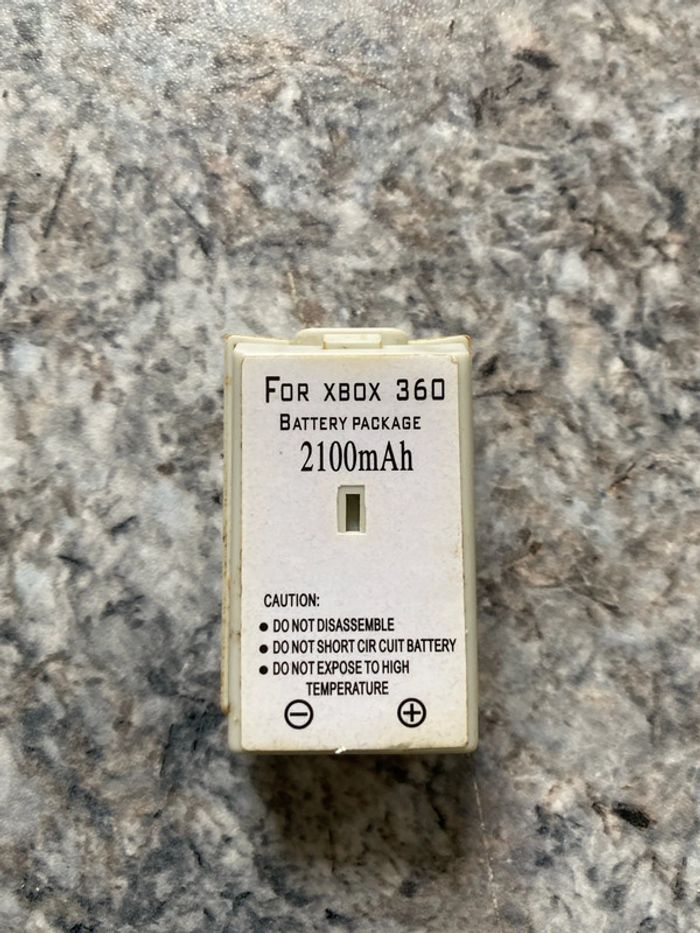 FOR XBOX 360
BATTERY PACKAGE
2100mAh
CAUTION:
● DO NOT DISASSEMBLE
● DO NOT SHORT CIR CUIT BATTERY
● DO NOT EXPOSE TO HIGH
TEMPERATURE
⊖ ⊕